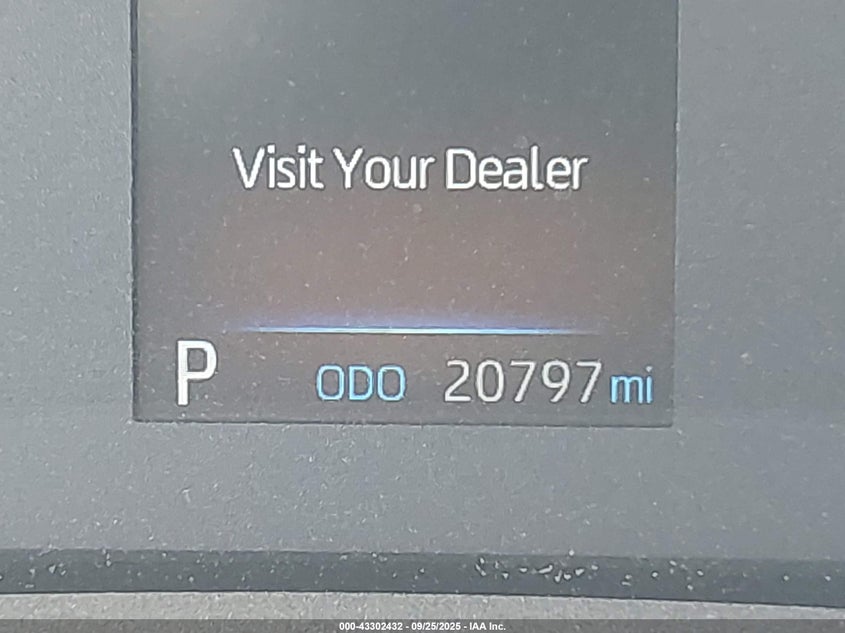 Visit Your Dealer
P ODO 20797 mi
000-43302432 - 09/25/2025 - IAA Inc.